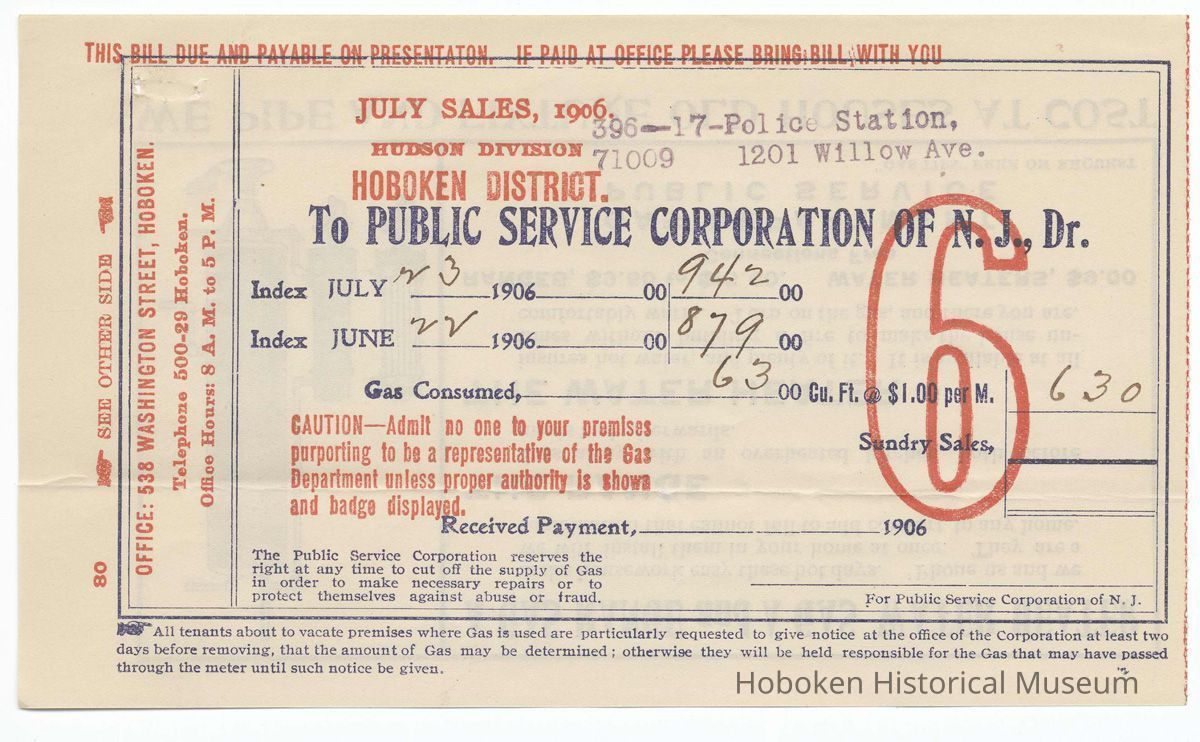 THIS BILL DUE AND PAYABLE ON PRESENTATON. IF PAID AT OFFICE PLEASE BRING BILL WITH YOU
JULY SALES, 1906.
396-17-Police Station,
HUDSON DIVISION
71009 1201 Willow Ave.
HOBOKEN DISTRICT.
To PUBLIC SERVICE CORPORATION OF N. J., Dr.
6
Index JULY 23 1906 00 942 00
Index JUNE 22 1906 00 879 00
Gas Consumed, 63 00 Cu. Ft. @ $1.00 per M. 630
CAUTION—Admit no one to your premises
purporting to be a representative of the Gas
Department unless proper authority is shown
and badge displayed.
Sundry Sales,
Received Payment, 1906
The Public Service Corporation reserves the
right at any time to cut off the supply of Gas
in order to make necessary repairs or to
protect themselves against abuse or fraud.
For Public Service Corporation of N. J.
SEE OTHER SIDE
80
OFFICE: 538 WASHINGTON STREET, HOBOKEN.
Telephone 500-29 Hoboken.
Office Hours: 8 A. M. to 5 P. M.
All tenants about to vacate premises where Gas is used are particularly requested to give notice at the office of the Corporation at least two
days before removing, that the amount of Gas may be determined; otherwise they will be held responsible for the Gas that may have passed
through the meter until such notice be given.
Hoboken Historical Museum